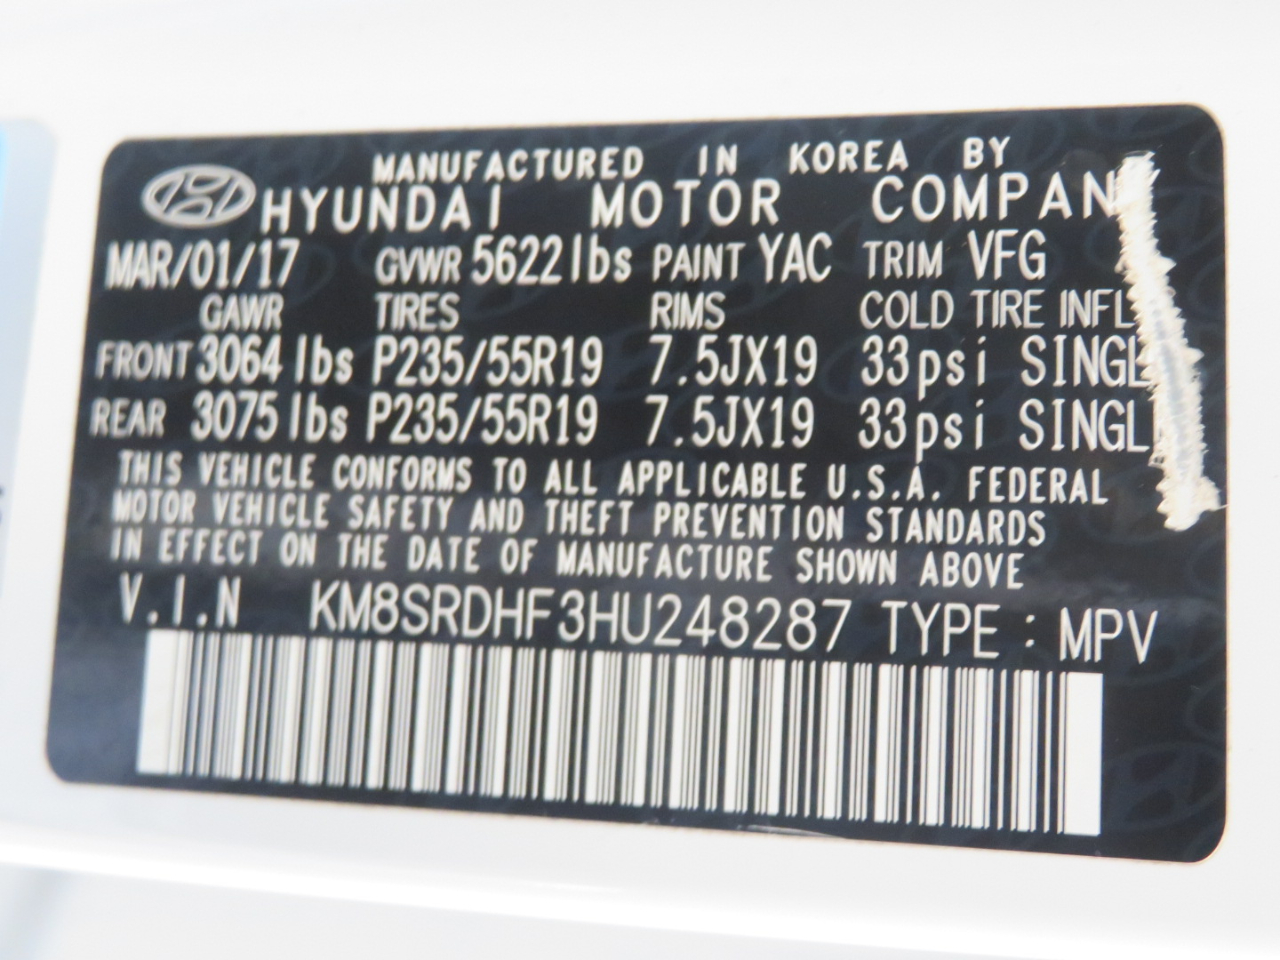 MANUFACTURED IN KOREA BY
HYUNDAI MOTOR COMPAN
MAR/01/17 GVWR 5622lbs PAINT YAC TRIM VFG
GAWR TIRES RIMS COLD TIRE INFL
FRONT 3064 lbs P235/55R19 7.5JX19 33psi SINGL
REAR 3075 lbs P235/55R19 7.5JX19 33psi SINGL
THIS VEHICLE CONFORMS TO ALL APPLICABLE U.S.A. FEDERAL
MOTOR VEHICLE SAFETY AND THEFT PREVENTION STANDARDS
IN EFFECT ON THE DATE OF MANUFACTURE SHOWN ABOVE
V.I.N KM8SRDHF3HU248287 TYPE : MPV